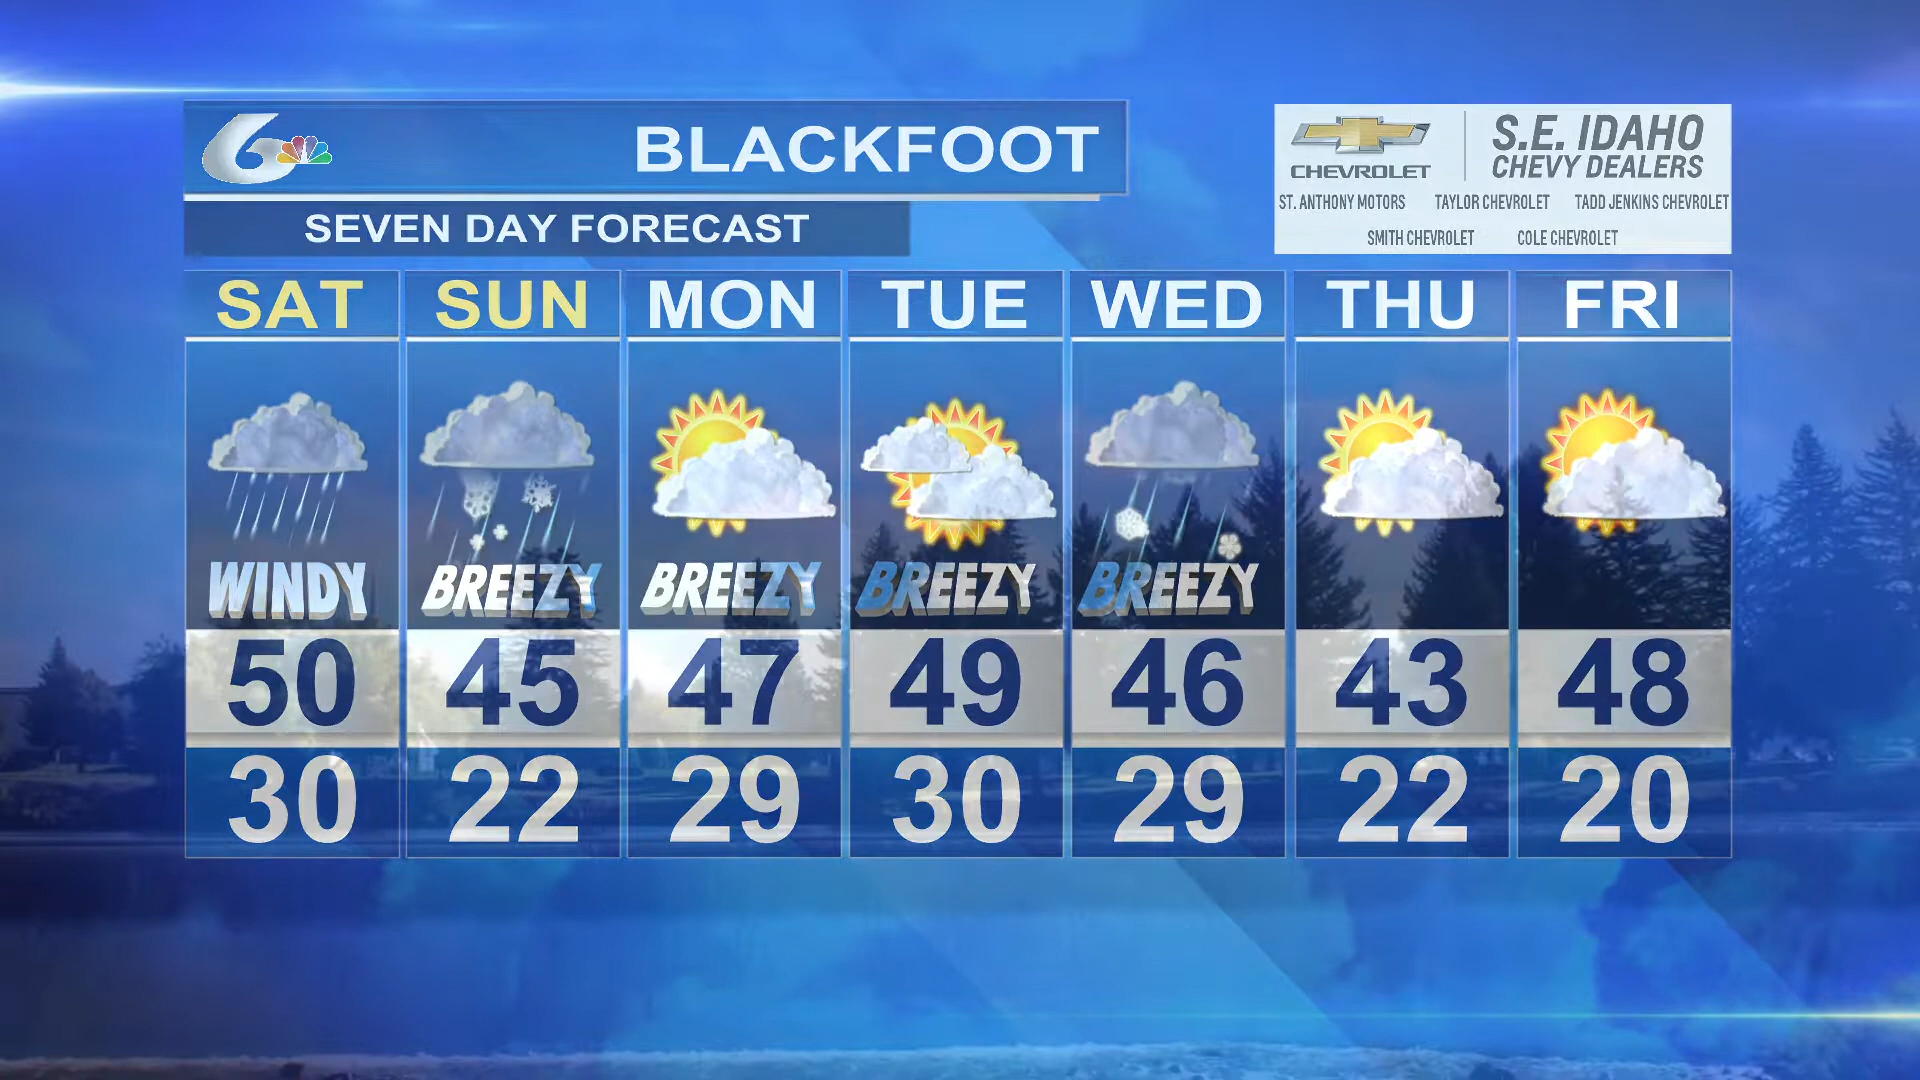 6
BLACKFOOT
SEVEN DAY FORECAST
CHEVROLET
S.E. IDAHO
CHEVY DEALERS
ST. ANTHONY MOTORS TAYLOR CHEVROLET TADD JENKINS CHEVROLET
SMITH CHEVROLET COLE CHEVROLET
SAT SUN MON TUE WED THU FRI
WINDY BREEZY BREEZY BREEZY BREEZY
50 45 47 49 46 43 48
30 22 29 30 29 22 20